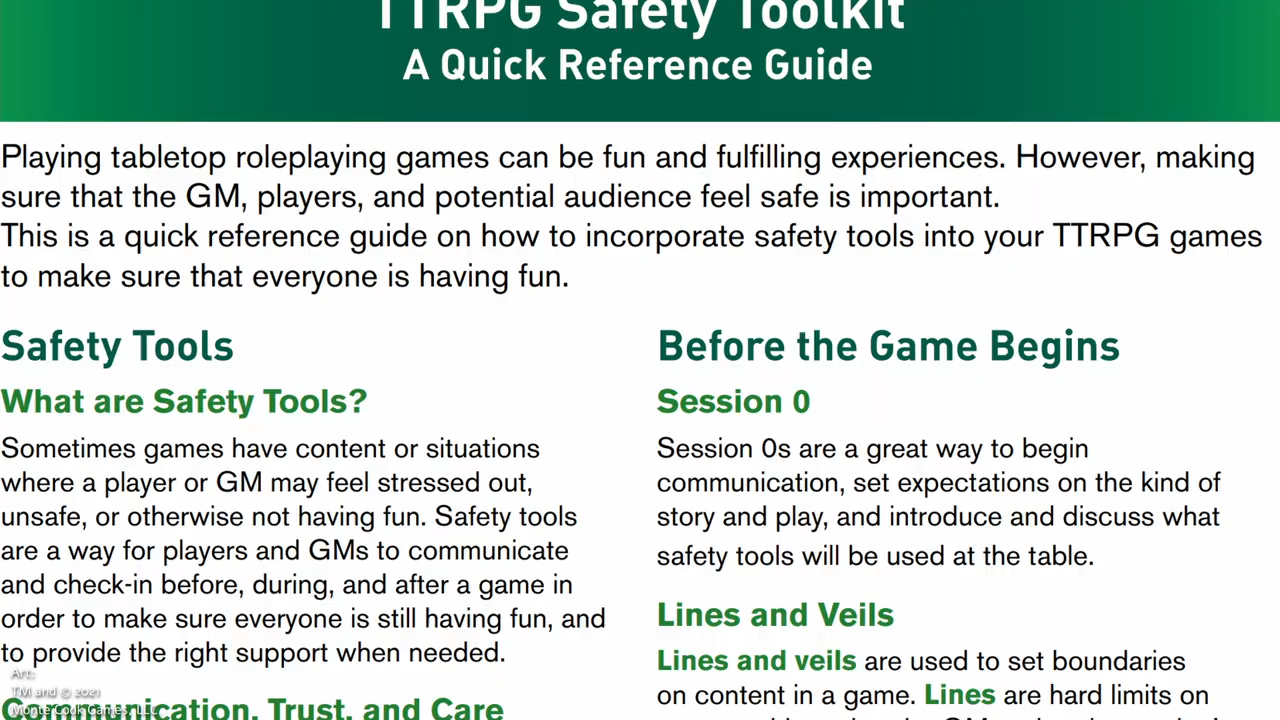 TTRPG Safety Toolkit
A Quick Reference Guide
Playing tabletop roleplaying games can be fun and fulfilling experiences. However, making
sure that the GM, players, and potential audience feel safe is important.
This is a quick reference guide on how to incorporate safety tools into your TTRPG games
to make sure that everyone is having fun.
Safety Tools
What are Safety Tools?
Sometimes games have content or situations
where a player or GM may feel stressed out,
unsafe, or otherwise not having fun. Safety tools
are a way for players and GMs to communicate
and check-in before, during, and after a game in
order to make sure everyone is still having fun, and
to provide the right support when needed.
Communication, Trust, and Care
Before the Game Begins
Session 0
Session 0s are a great way to begin
communication, set expectations on the kind of
story and play, and introduce and discuss what
safety tools will be used at the table.
Lines and Veils
Lines and veils are used to set boundaries
on content in a game. Lines are hard limits on
Art:
TM and © 2021
Monte Cook Games, LLC